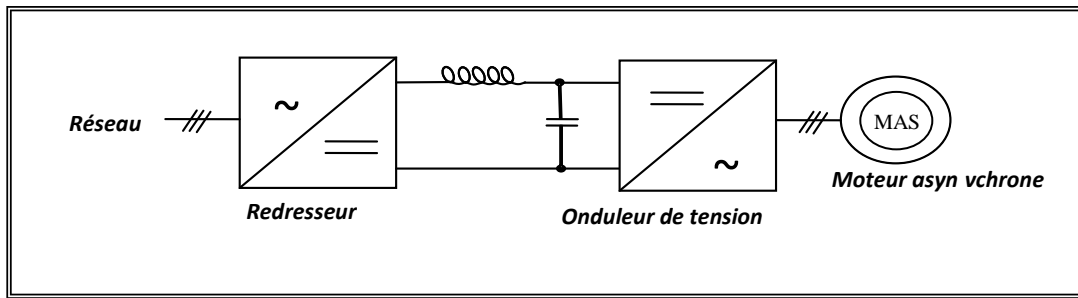 Réseau
~
~
MAS
Redresseur
Onduleur de tension
Moteur asyn vchrone